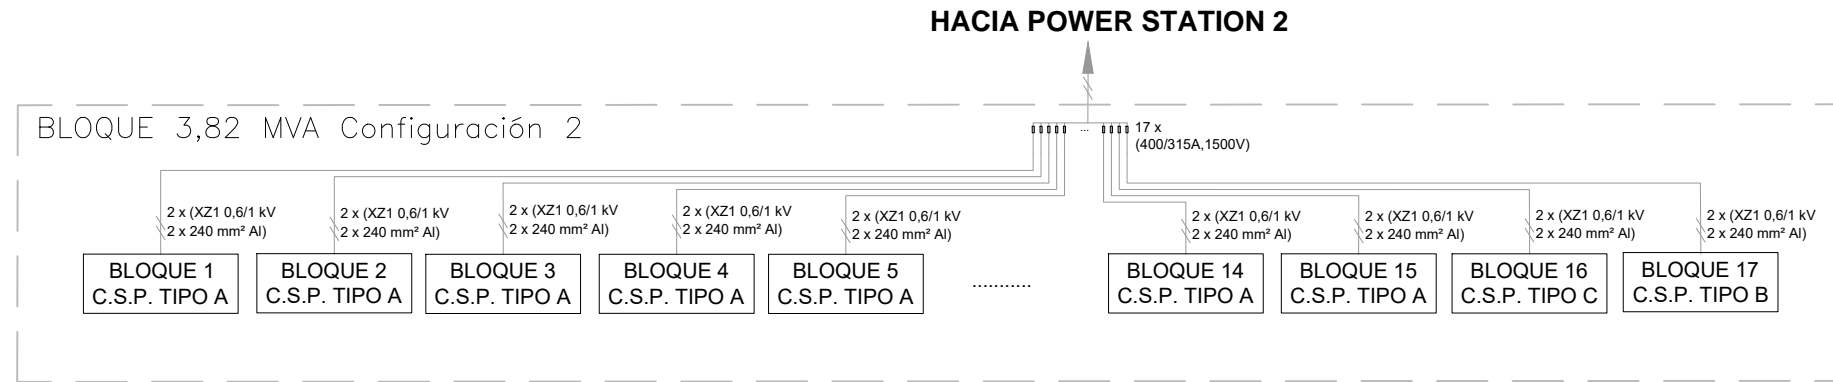 HACIA POWER STATION 2
BLOQUE 3,82 MVA Configuración 2
...
17 x
(400/315A,1500V)
2 x (XZ1 0,6/1 kV
2 x 240 mm² Al)
2 x (XZ1 0,6/1 kV
2 x 240 mm² Al)
2 x (XZ1 0,6/1 kV
2 x 240 mm² Al)
2 x (XZ1 0,6/1 kV
2 x 240 mm² Al)
2 x (XZ1 0,6/1 kV
2 x 240 mm² Al)
2 x (XZ1 0,6/1 kV
2 x 240 mm² Al)
2 x (XZ1 0,6/1 kV
2 x 240 mm² Al)
2 x (XZ1 0,6/1 kV
2 x 240 mm² Al)
2 x (XZ1 0,6/1 kV
2 x 240 mm² Al)
BLOQUE 1
C.S.P. TIPO A
BLOQUE 2
C.S.P. TIPO A
BLOQUE 3
C.S.P. TIPO A
BLOQUE 4
C.S.P. TIPO A
BLOQUE 5
C.S.P. TIPO A
...........
BLOQUE 14
C.S.P. TIPO A
BLOQUE 15
C.S.P. TIPO A
BLOQUE 16
C.S.P. TIPO C
BLOQUE 17
C.S.P. TIPO B